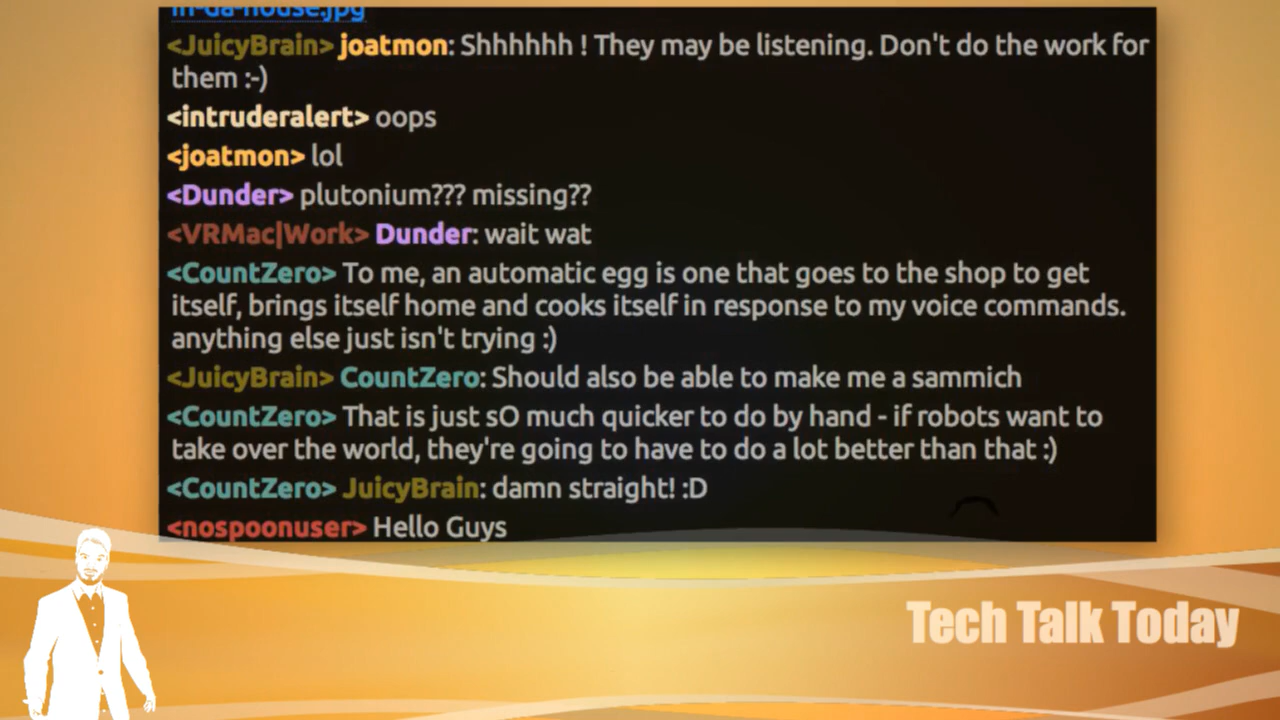 in-da-house.jpg
<JuicyBrain> joatmon: Shhhhhh ! They may be listening. Don't do the work for
them :-)
<intruderalert> oops
<joatmon> lol
<Dunder> plutonium??? missing??
<VRMac|Work> Dunder: wait wat
<CountZero> To me, an automatic egg is one that goes to the shop to get
itself, brings itself home and cooks itself in response to my voice commands.
anything else just isn't trying :)
<JuicyBrain> CountZero: Should also be able to make me a sammich
<CountZero> That is just sO much quicker to do by hand - if robots want to
take over the world, they're going to have to do a lot better than that :)
<CountZero> JuicyBrain: damn straight! :D
<nospoonuser> Hello Guys
Tech Talk Today